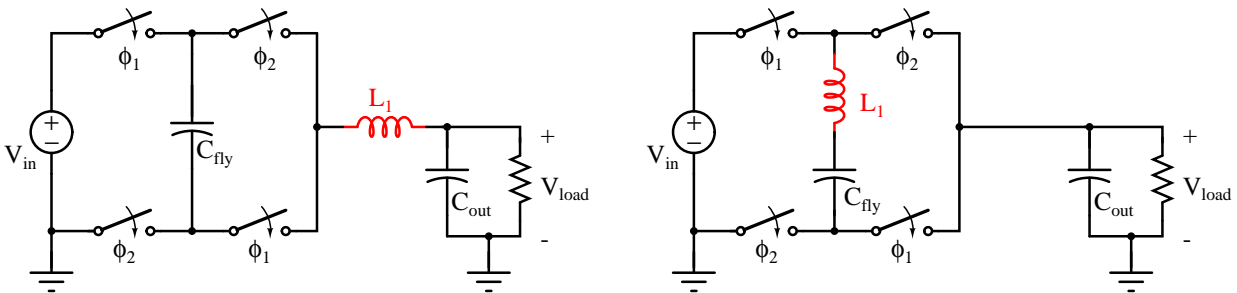 ϕ1
ϕ2
L1
+
−
Vin
Cfly
Cout
+
Vload
-
ϕ2
ϕ1
ϕ1
ϕ2
L1
+
−
Vin
Cfly
Cout
+
Vload
-
ϕ2
ϕ1